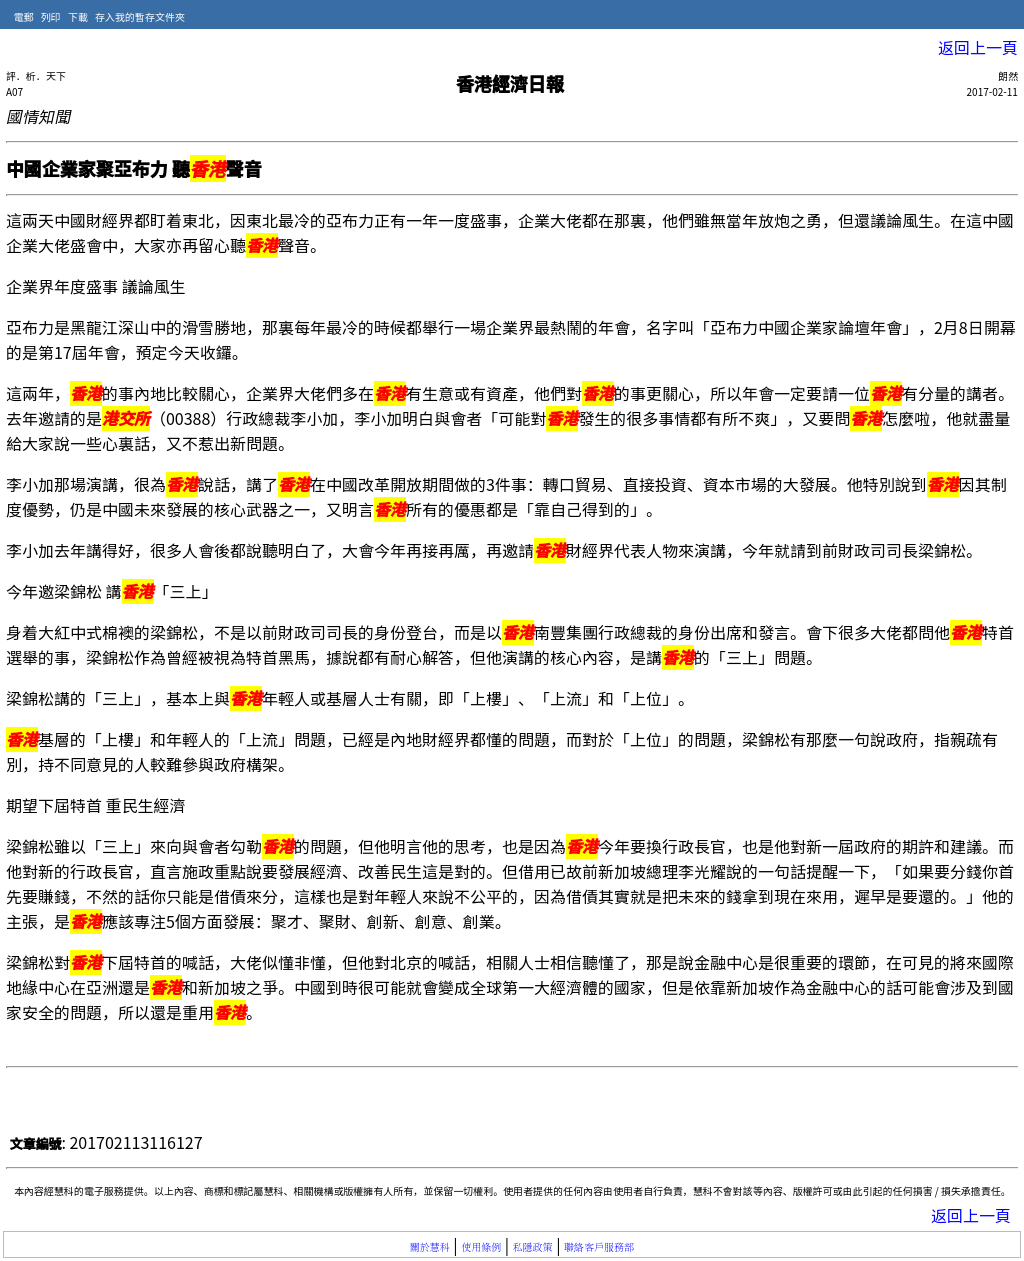 電郵 列印 下載 存入我的暫存文件夾
返回上一頁
評．析．天下
A07
香港經濟日報
朗然
2017-02-11
國情知聞
中國企業家聚亞布力 聽香港聲音
這兩天中國財經界都盯着東北，因東北最冷的亞布力正有一年一度盛事，企業大佬都在那裏，他們雖無當年放炮之勇，但還議論風生。在這中國
企業大佬盛會中，大家亦再留心聽香港聲音。
企業界年度盛事 議論風生
亞布力是黑龍江深山中的滑雪勝地，那裏每年最冷的時候都舉行一場企業界最熱鬧的年會，名字叫「亞布力中國企業家論壇年會」，2月8日開幕
的是第17屆年會，預定今天收鑼。
這兩年，香港的事內地比較關心，企業界大佬們多在香港有生意或有資產，他們對香港的事更關心，所以年會一定要請一位香港有分量的講者。
去年邀請的是港交所（00388）行政總裁李小加，李小加明白與會者「可能對香港發生的很多事情都有所不爽」，又要問香港怎麼啦，他就盡量
給大家說一些心裏話，又不惹出新問題。
李小加那場演講，很為香港說話，講了香港在中國改革開放期間做的3件事：轉口貿易、直接投資、資本市場的大發展。他特別說到香港因其制
度優勢，仍是中國未來發展的核心武器之一，又明言香港所有的優惠都是「靠自己得到的」。
李小加去年講得好，很多人會後都說聽明白了，大會今年再接再厲，再邀請香港財經界代表人物來演講，今年就請到前財政司司長梁錦松。
今年邀梁錦松 講香港「三上」
身着大紅中式棉襖的梁錦松，不是以前財政司司長的身份登台，而是以香港南豐集團行政總裁的身份出席和發言。會下很多大佬都問他香港特首
選舉的事，梁錦松作為曾經被視為特首黑馬，據說都有耐心解答，但他演講的核心內容，是講香港的「三上」問題。
梁錦松講的「三上」，基本上與香港年輕人或基層人士有關，即「上樓」、「上流」和「上位」。
香港基層的「上樓」和年輕人的「上流」問題，已經是內地財經界都懂的問題，而對於「上位」的問題，梁錦松有那麼一句說政府，指親疏有
別，持不同意見的人較難參與政府構架。
期望下屆特首 重民生經濟
梁錦松雖以「三上」來向與會者勾勒香港的問題，但他明言他的思考，也是因為香港今年要換行政長官，也是他對新一屆政府的期許和建議。而
他對新的行政長官，直言施政重點說要發展經濟、改善民生這是對的。但借用已故前新加坡總理李光耀說的一句話提醒一下，「如果要分錢你首
先要賺錢，不然的話你只能是借債來分，這樣也是對年輕人來說不公平的，因為借債其實就是把未來的錢拿到現在來用，遲早是要還的。」他的
主張，是香港應該專注5個方面發展：聚才、聚財、創新、創意、創業。
梁錦松對香港下屆特首的喊話，大佬似懂非懂，但他對北京的喊話，相關人士相信聽懂了，那是說金融中心是很重要的環節，在可見的將來國際
地緣中心在亞洲還是香港和新加坡之爭。中國到時很可能就會變成全球第一大經濟體的國家，但是依靠新加坡作為金融中心的話可能會涉及到國
家安全的問題，所以還是重用香港。
文章編號: 201702113116127
本內容經慧科的電子服務提供。以上內容、商標和標記屬慧科、相關機構或版權擁有人所有，並保留一切權利。使用者提供的任何內容由使用者自行負責，慧科不會對該等內容、版權許可或由此引起的任何損害 / 損失承擔責任。
返回上一頁
關於慧科 | 使用條例 | 私隱政策 | 聯絡客戶服務部